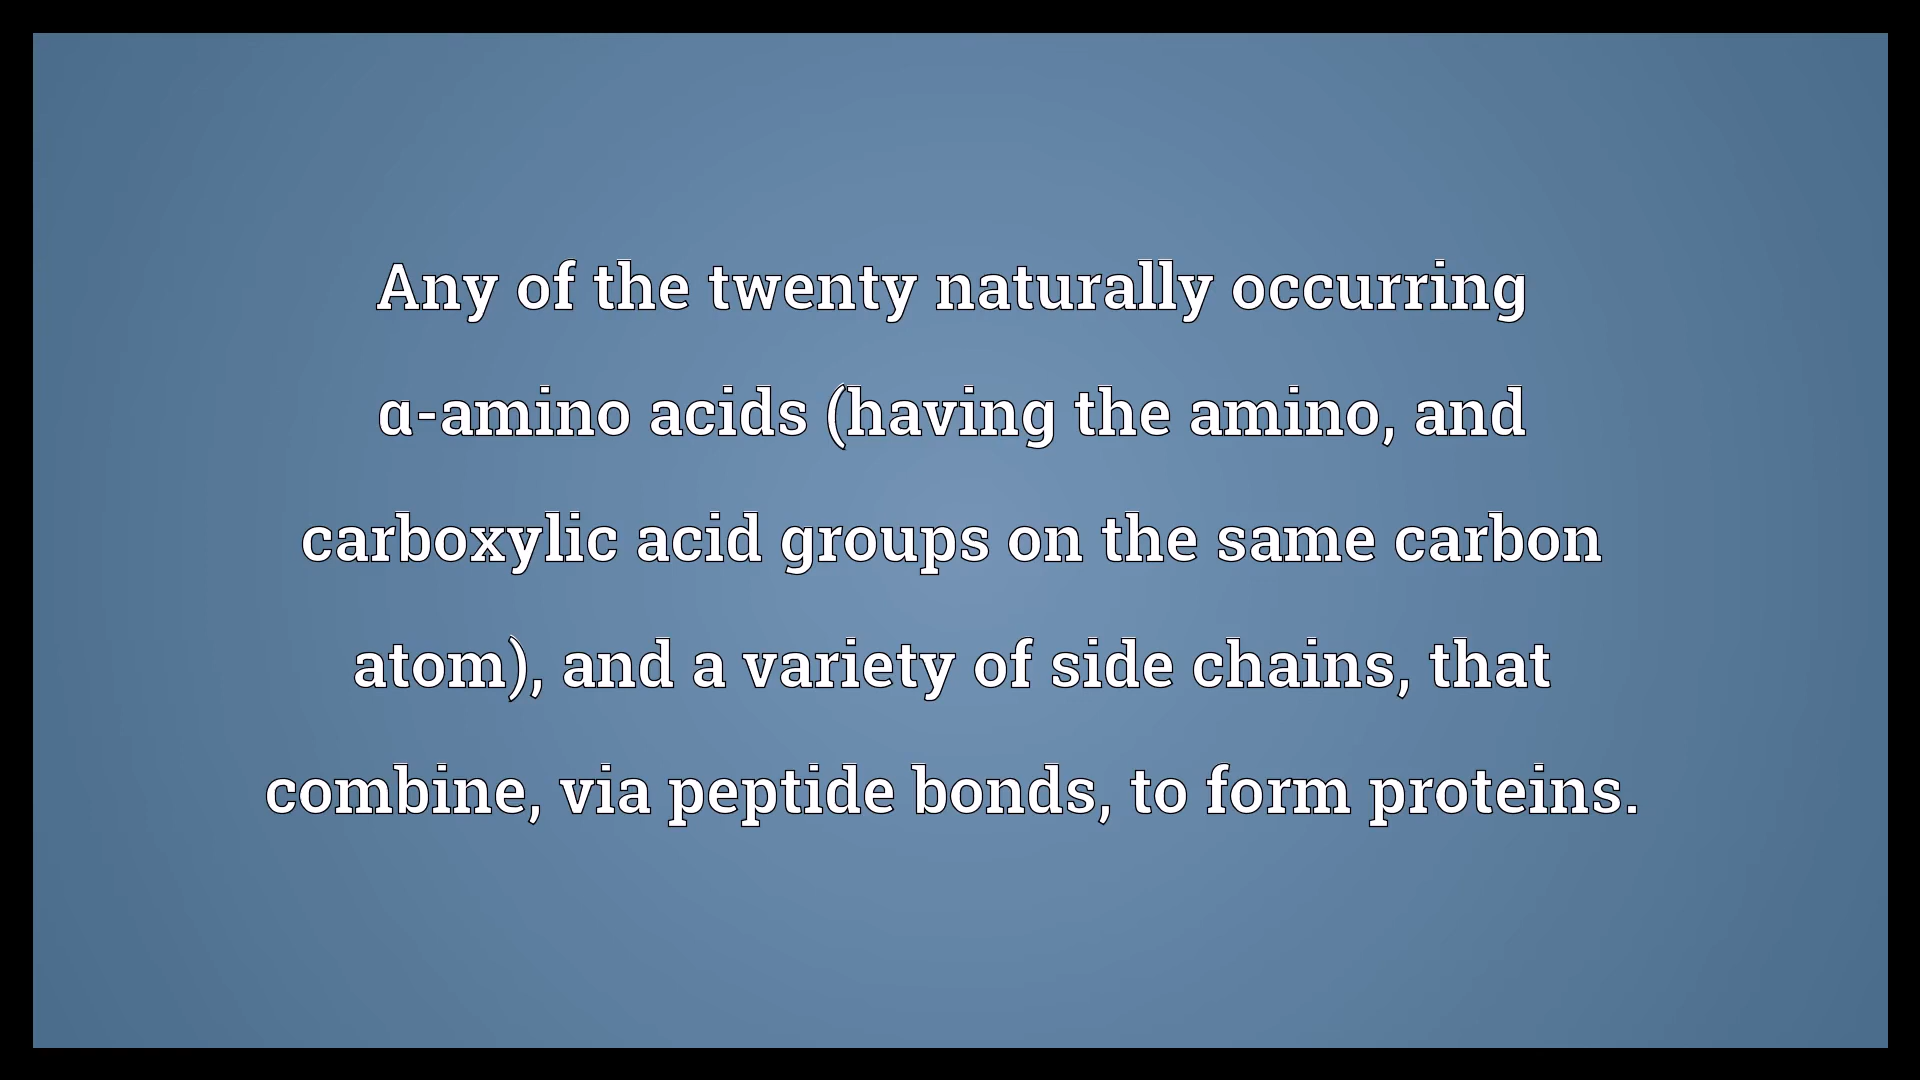 Any of the twenty naturally occurring
α-amino acids (having the amino, and
carboxylic acid groups on the same carbon
atom), and a variety of side chains, that
combine, via peptide bonds, to form proteins.